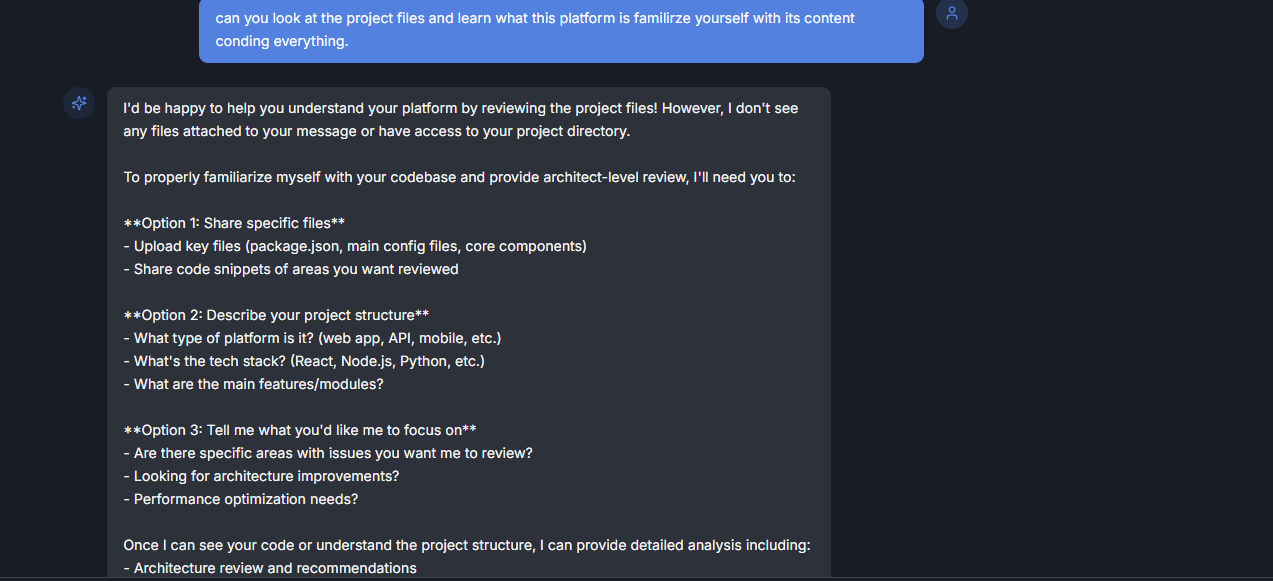 can you look at the project files and learn what this platform is familirze yourself with its content
conding everything.
I'd be happy to help you understand your platform by reviewing the project files! However, I don't see
any files attached to your message or have access to your project directory.
To properly familiarize myself with your codebase and provide architect-level review, I'll need you to:
**Option 1: Share specific files**
- Upload key files (package.json, main config files, core components)
- Share code snippets of areas you want reviewed
**Option 2: Describe your project structure**
- What type of platform is it? (web app, API, mobile, etc.)
- What's the tech stack? (React, Node.js, Python, etc.)
- What are the main features/modules?
**Option 3: Tell me what you'd like me to focus on**
- Are there specific areas with issues you want me to review?
- Looking for architecture improvements?
- Performance optimization needs?
Once I can see your code or understand the project structure, I can provide detailed analysis including:
- Architecture review and recommendations